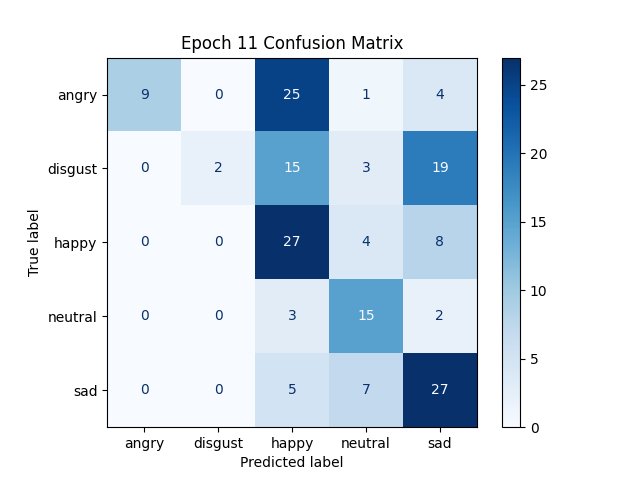 Epoch 11 Confusion Matrix
True label
angry 9 0 25 1 4
disgust 0 2 15 3 19
happy 0 0 27 4 8
neutral 0 0 3 15 2
sad 0 0 5 7 27
angry disgust happy neutral sad
Predicted label
25
20
15
10
5
0